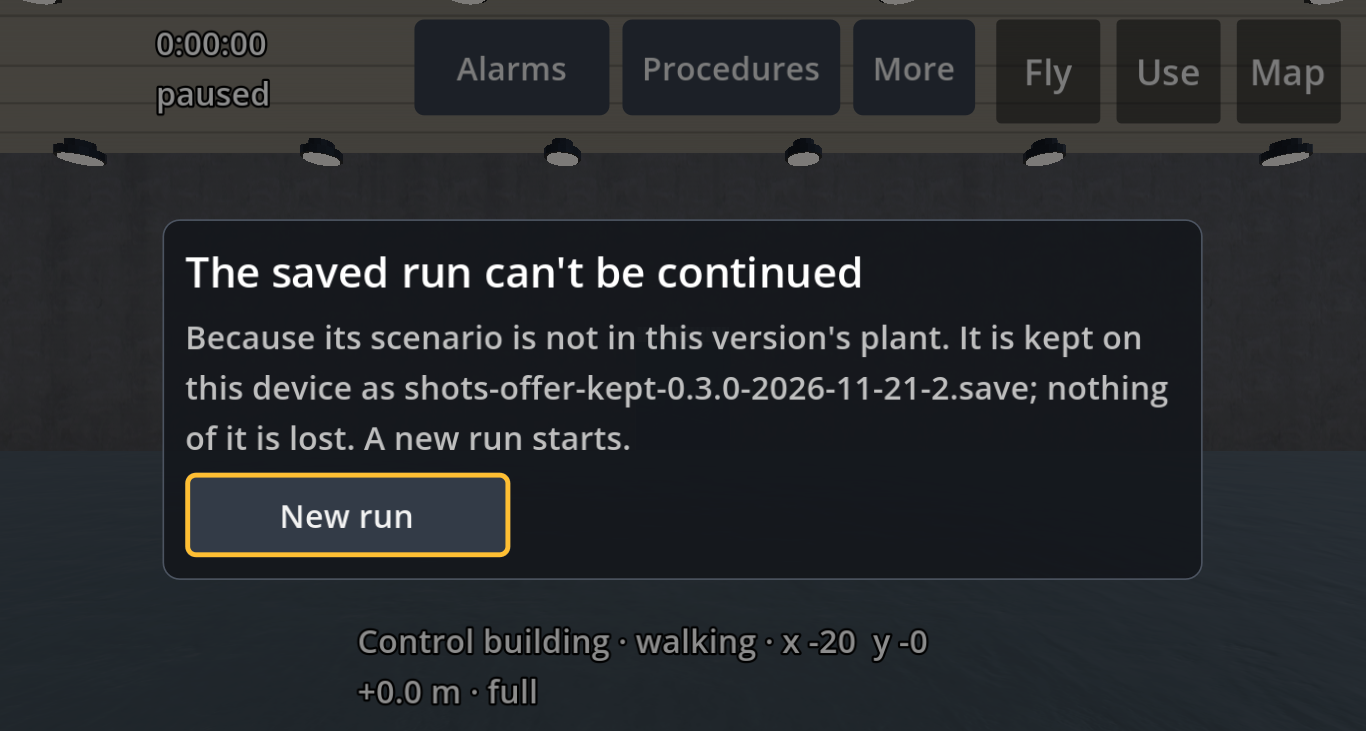 0:00:00
paused
Alarms
Procedures
More
Fly
Use
Map
The saved run can't be continued
Because its scenario is not in this version's plant. It is kept on
this device as shots-offer-kept-0.3.0-2026-11-21-2.save; nothing
of it is lost. A new run starts.
New run
Control building · walking · x -20 y -0
+0.0 m · full